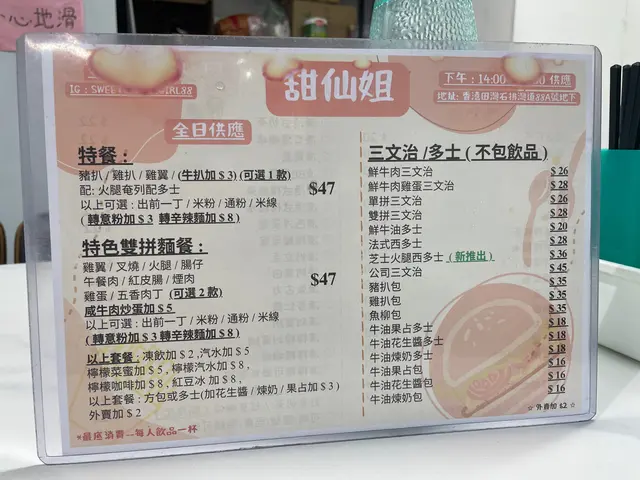 心地滑
IG : SWEE GIRL88
甜仙姐
下午 : 14:00 供應
地址: 香港田灣石排灣道88A號地下
全日供應
特餐 :
豬扒 / 雞扒 / 雞翼 / (牛扒加 $ 3) (可選 1 款)
配: 火腿奄列配多士
以上可選 : 出前一丁 / 米粉 / 通粉 / 米線
( 轉意粉加 $ 3 轉辛辣麵加 $ 8 )
$47
特色雙拼麵餐 :
雞翼 / 叉燒 / 火腿 / 腸仔
午餐肉 / 紅皮腸 / 煙肉
雞蛋 / 五香肉丁 (可選 2 款)
$47
咸牛肉炒蛋加 $ 5
以上可選 : 出前一丁 / 米粉 / 通粉 / 米線
( 轉意粉加 $ 3 轉辛辣麵加 $ 8 )
以上套餐 : 凍飲加 $ 2 , 汽水加 $ 5
檸檬菜蜜加 $ 5 , 檸檬汽水加 $ 8 ,
檸檬咖啡加 $ 8 , 紅豆冰加 $ 8 ,
以上套餐 : 方包或多士(加花生醬 / 煉奶 / 果占加 $ 3 )
外賣加 $ 2
*最底消費---每人飲品一杯
三文治 /多士 ( 不包飲品 )
鮮牛肉三文治 $ 26
鮮牛肉雞蛋三文治 $ 28
單拼三文治 $ 26
雙拼三文治 $ 28
鮮牛油多士 $ 20
法式西多士 $ 28
芝士火腿西多士 ( 新推出 ) $ 36
公司三文治 $ 45
豬扒包 $ 35
雞扒包 $ 35
魚柳包 $ 35
牛油果占多士 $ 18
牛油花生醬多士 $ 18
牛油煉奶多士 $ 18
牛油果占包 $ 16
牛油花生醬包 $ 16
牛油煉奶包 $ 16
☆ 外賣加 $2 ☆